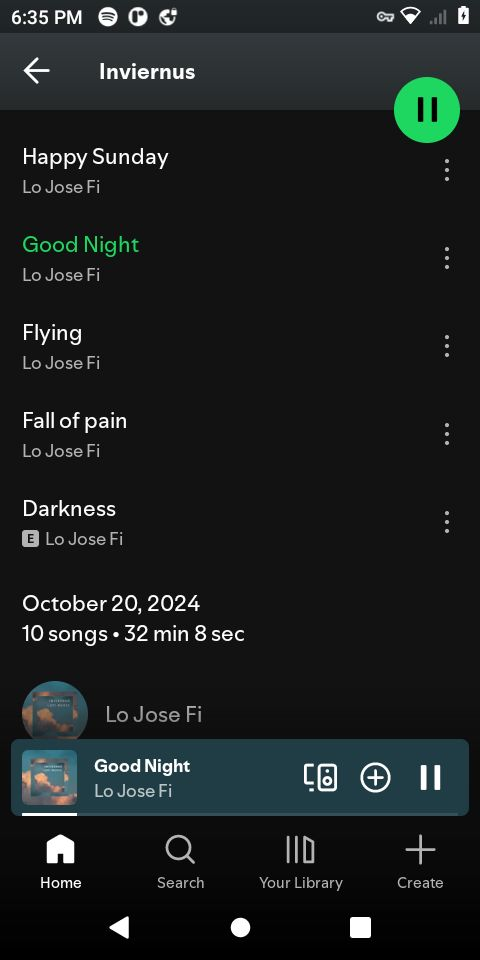 6:35 PM
Inviernus
Happy Sunday
Lo Jose Fi
Good Night
Lo Jose Fi
Flying
Lo Jose Fi
Fall of pain
Lo Jose Fi
Darkness
E Lo Jose Fi
October 20, 2024
10 songs • 32 min 8 sec
Lo Jose Fi
Good Night
Lo Jose Fi
Home
Search
Your Library
Create